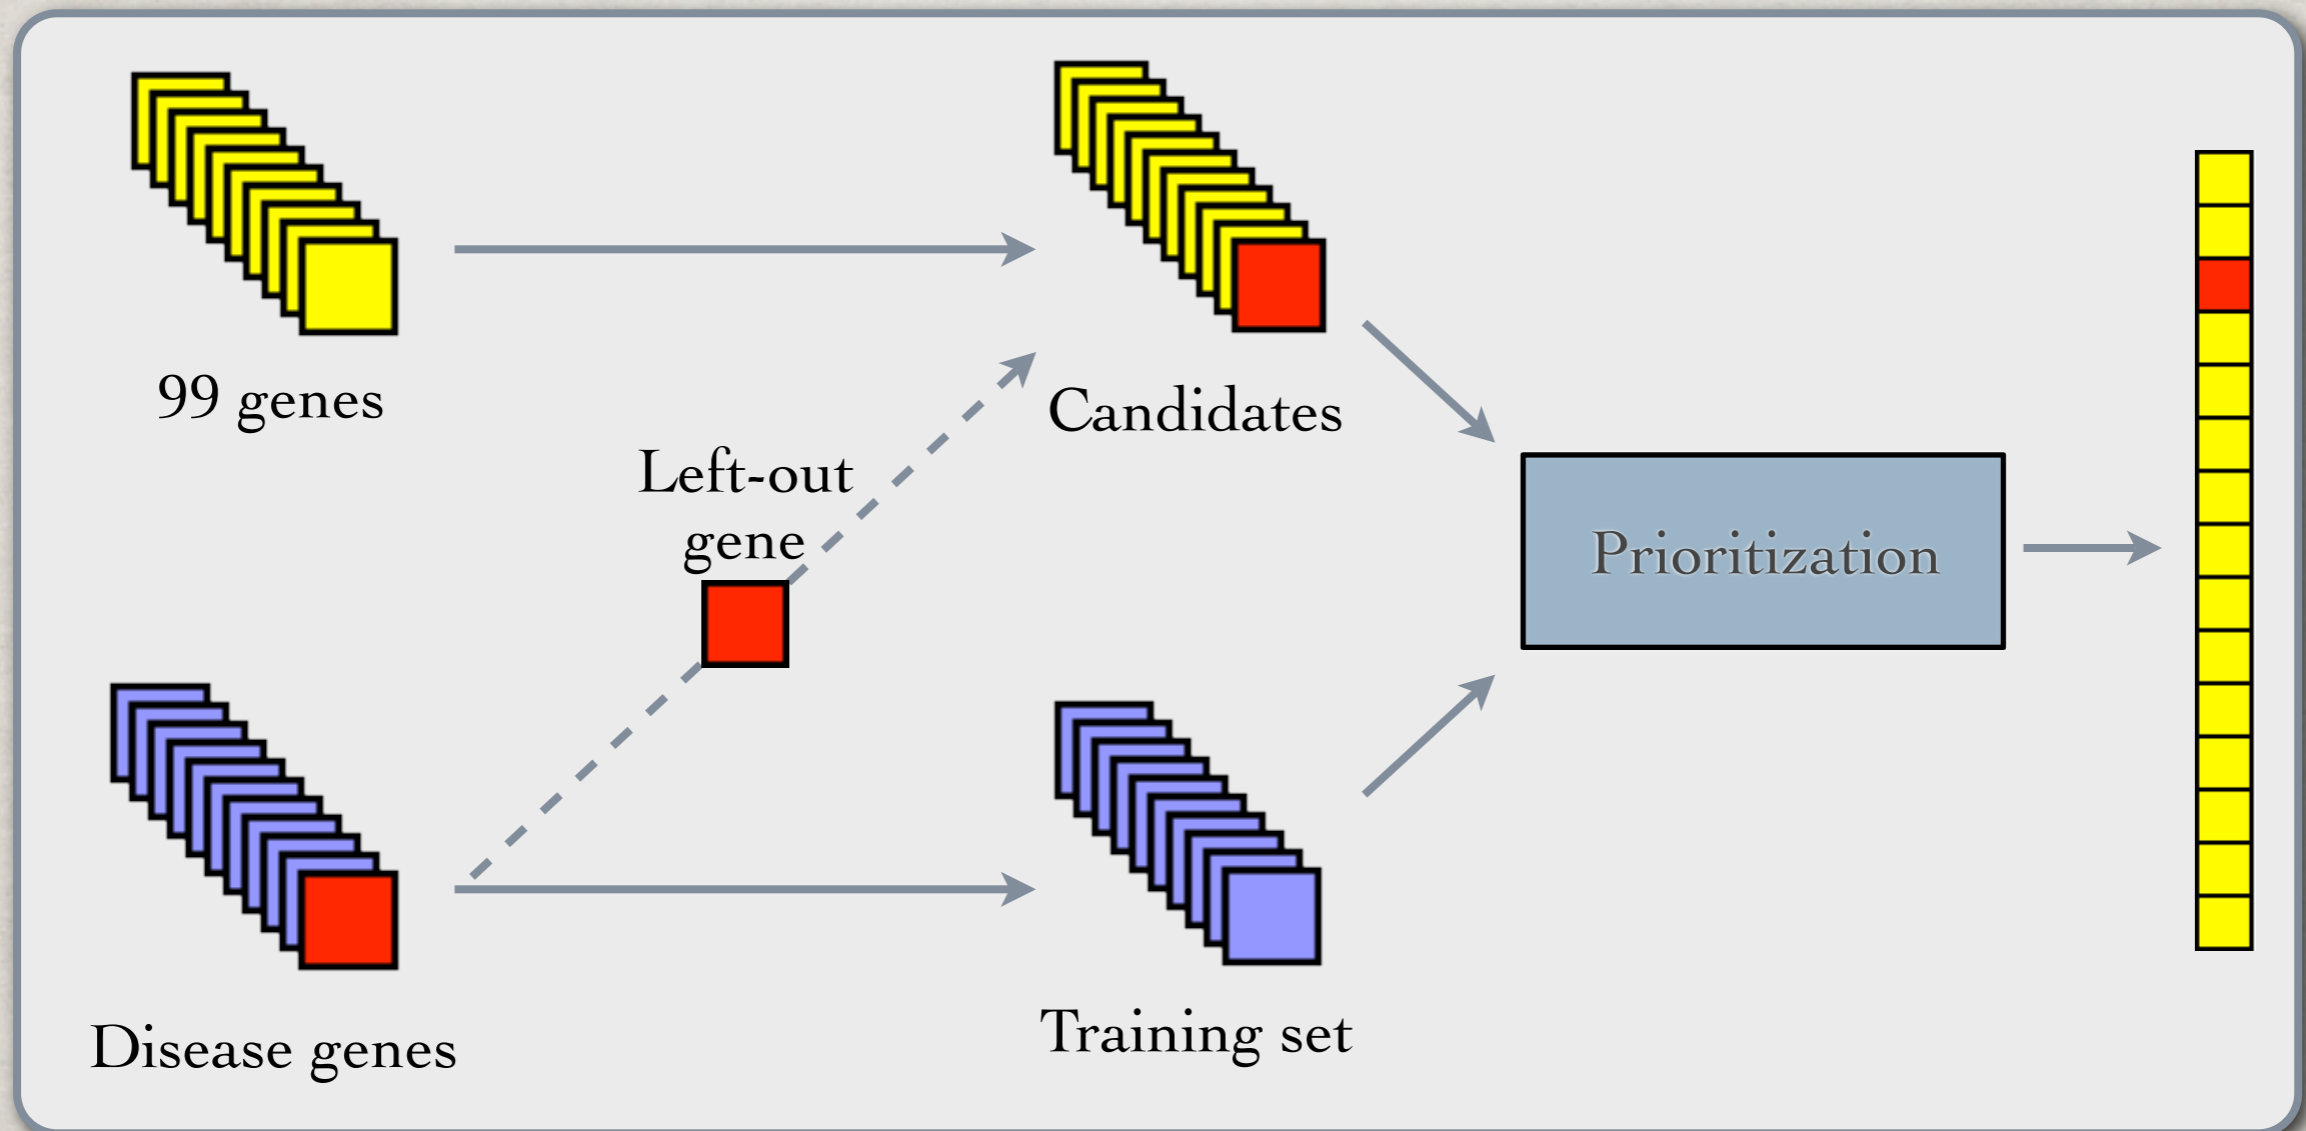 99 genes
Candidates
Left-out
gene
Prioritization
Disease genes
Training set